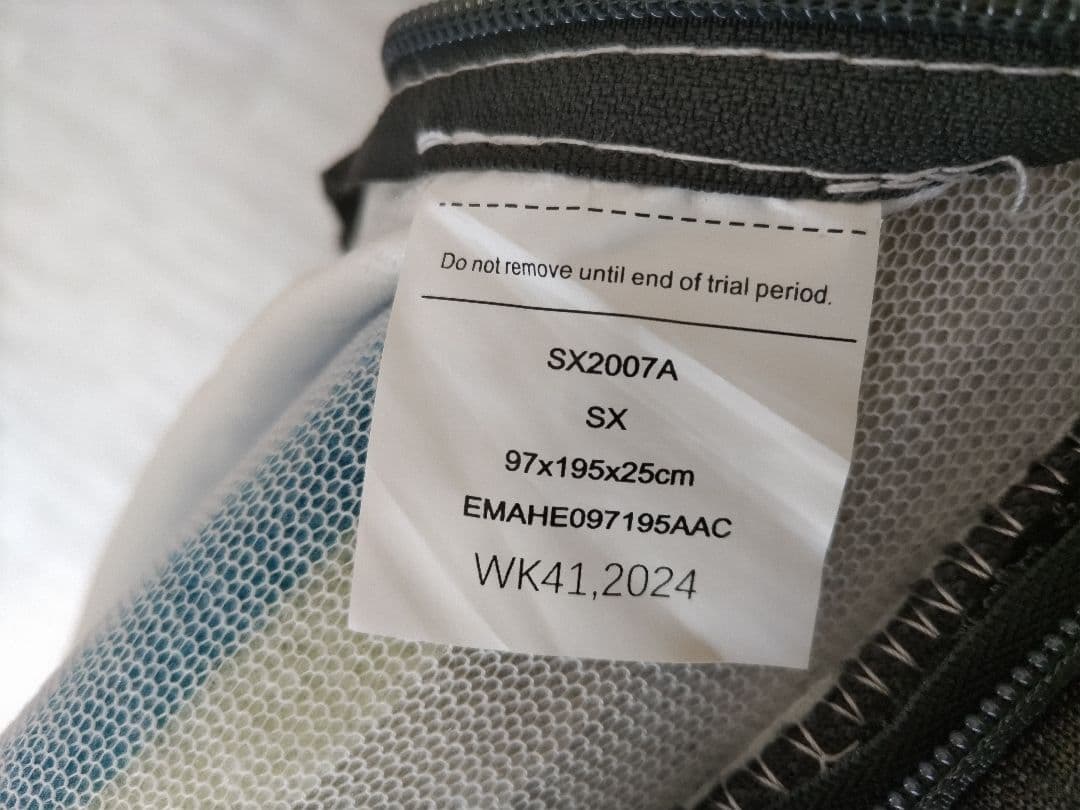 Do not remove until end of trial period.
SX2007A
SX
97x195x25cm
EMAHE097195AAC
WK41,2024